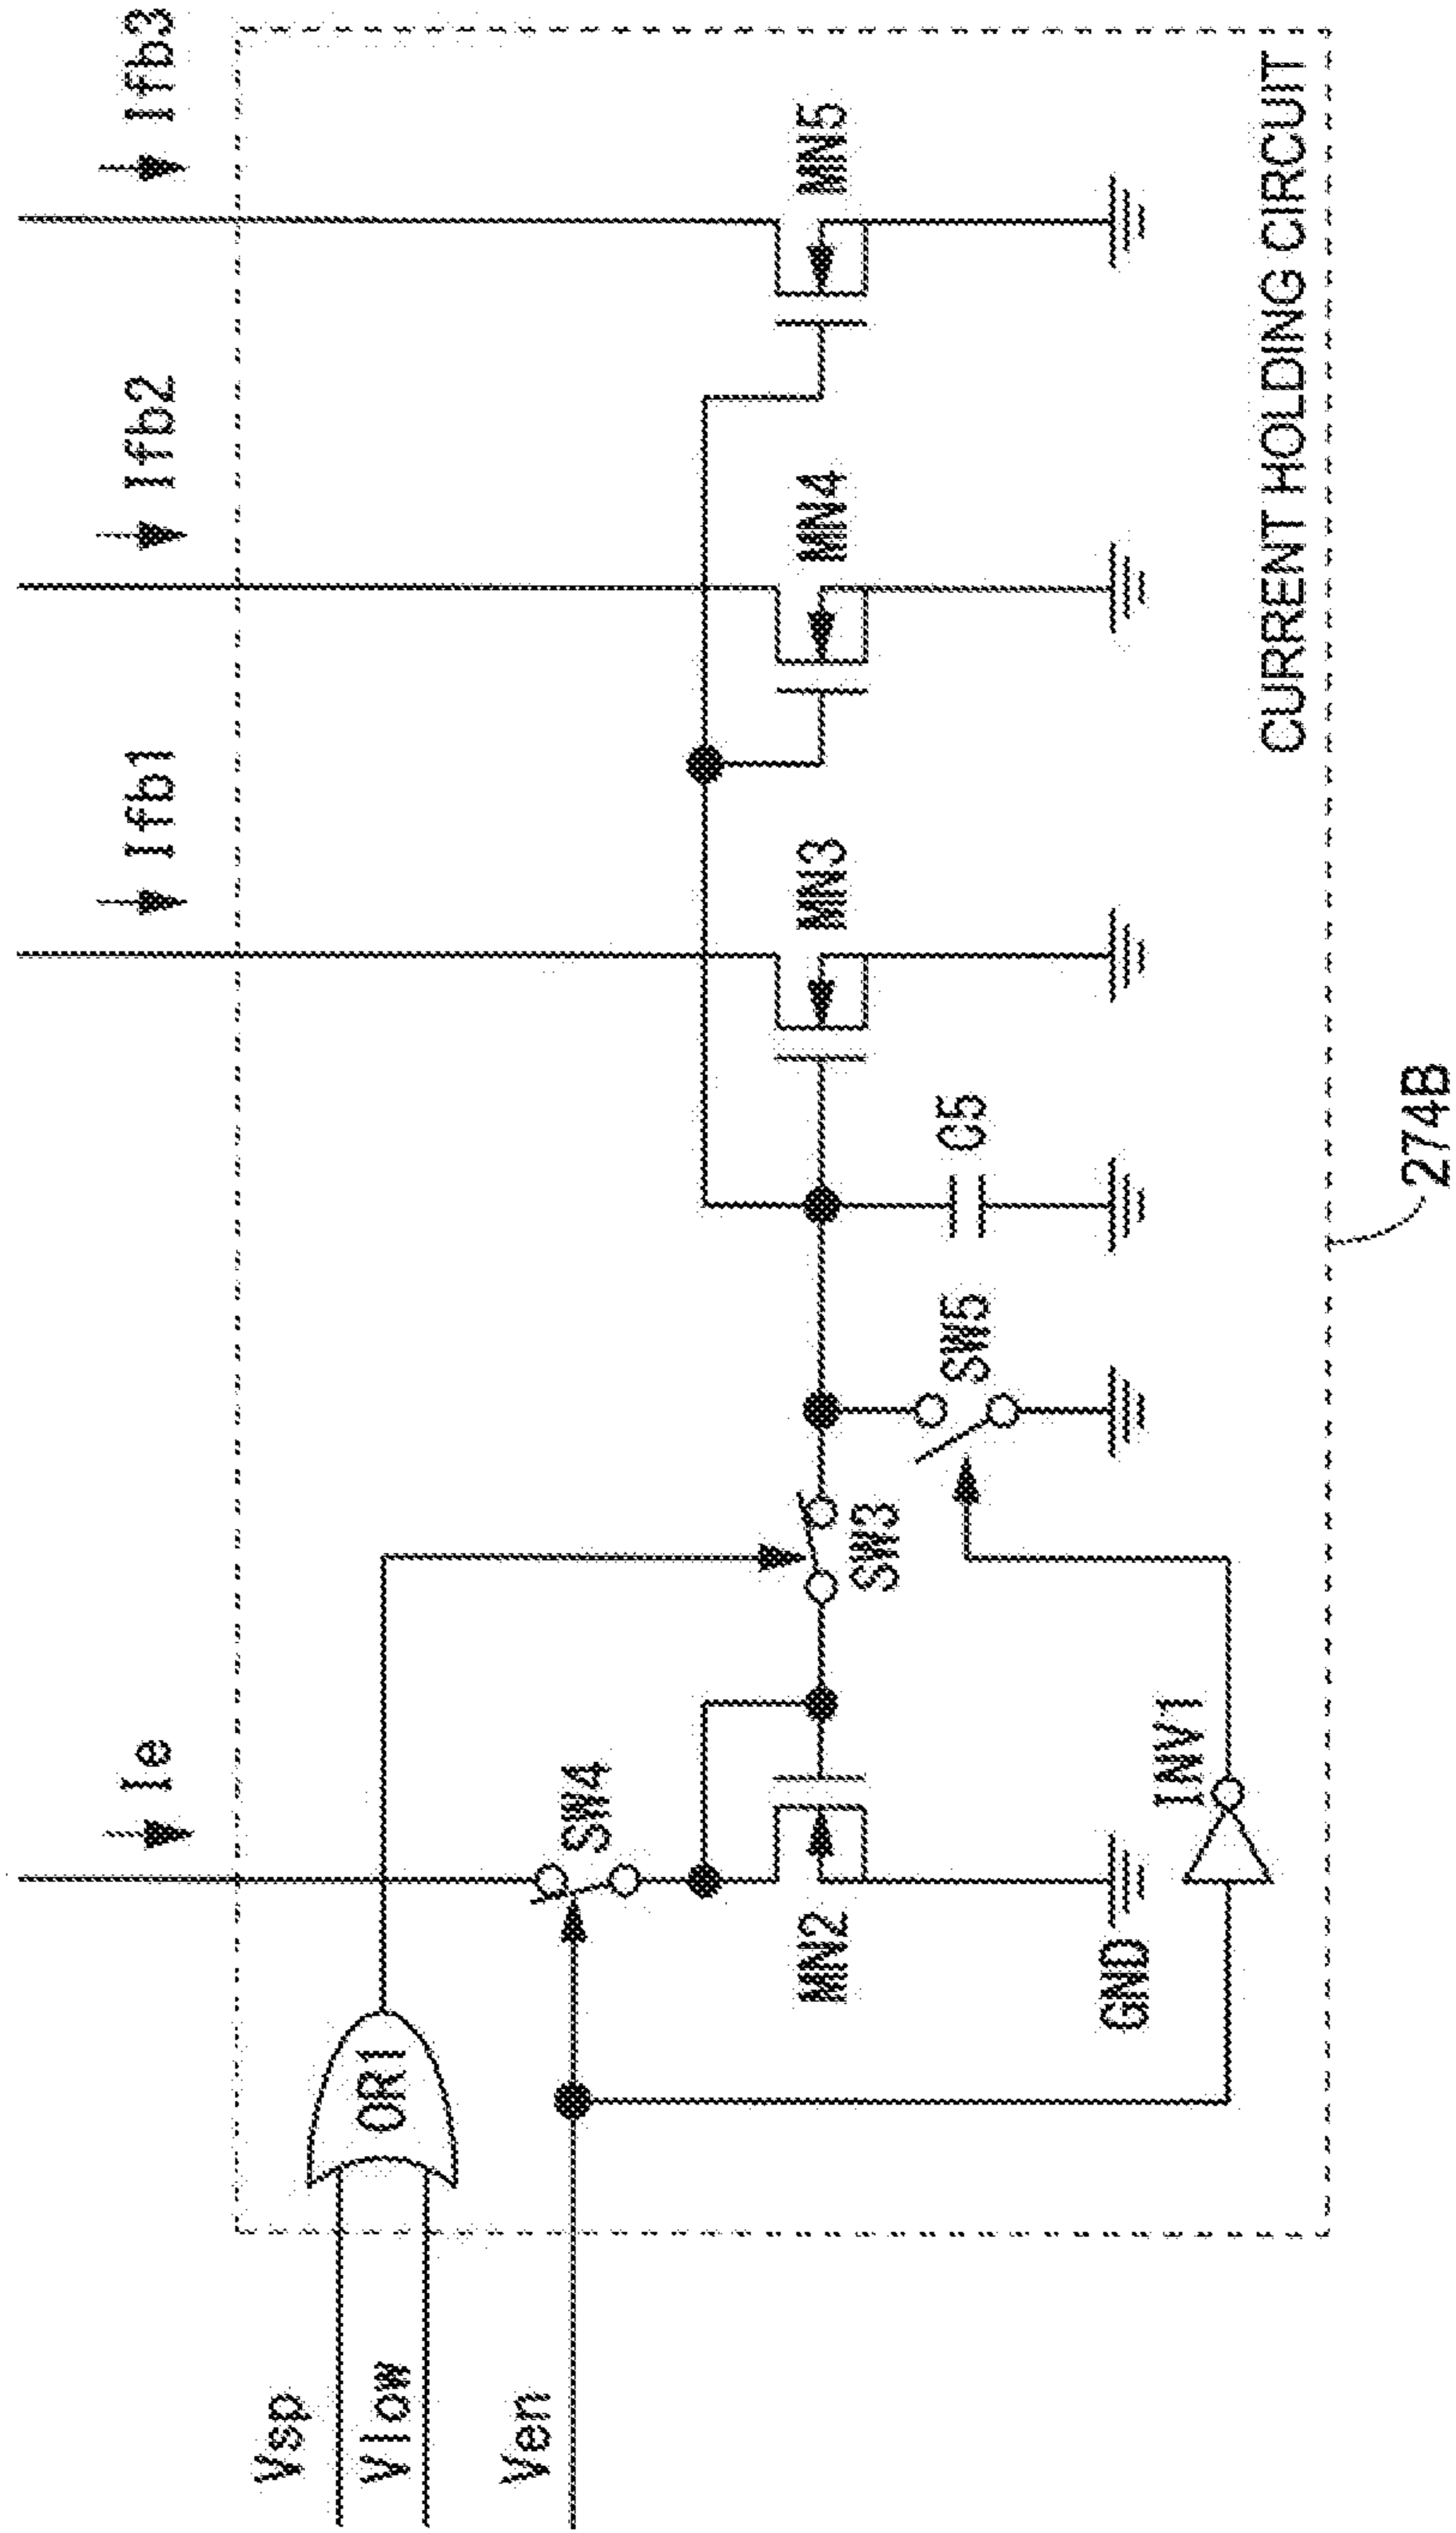 Ie
Ifb1
Ifb2
Ifb3
Vsp
Vlow
OR1
Ven
SW4
MN2
SW3
MN3
MN4
MN5
SW5
C5
GND
INV1
CURRENT HOLDING CIRCUIT
274B